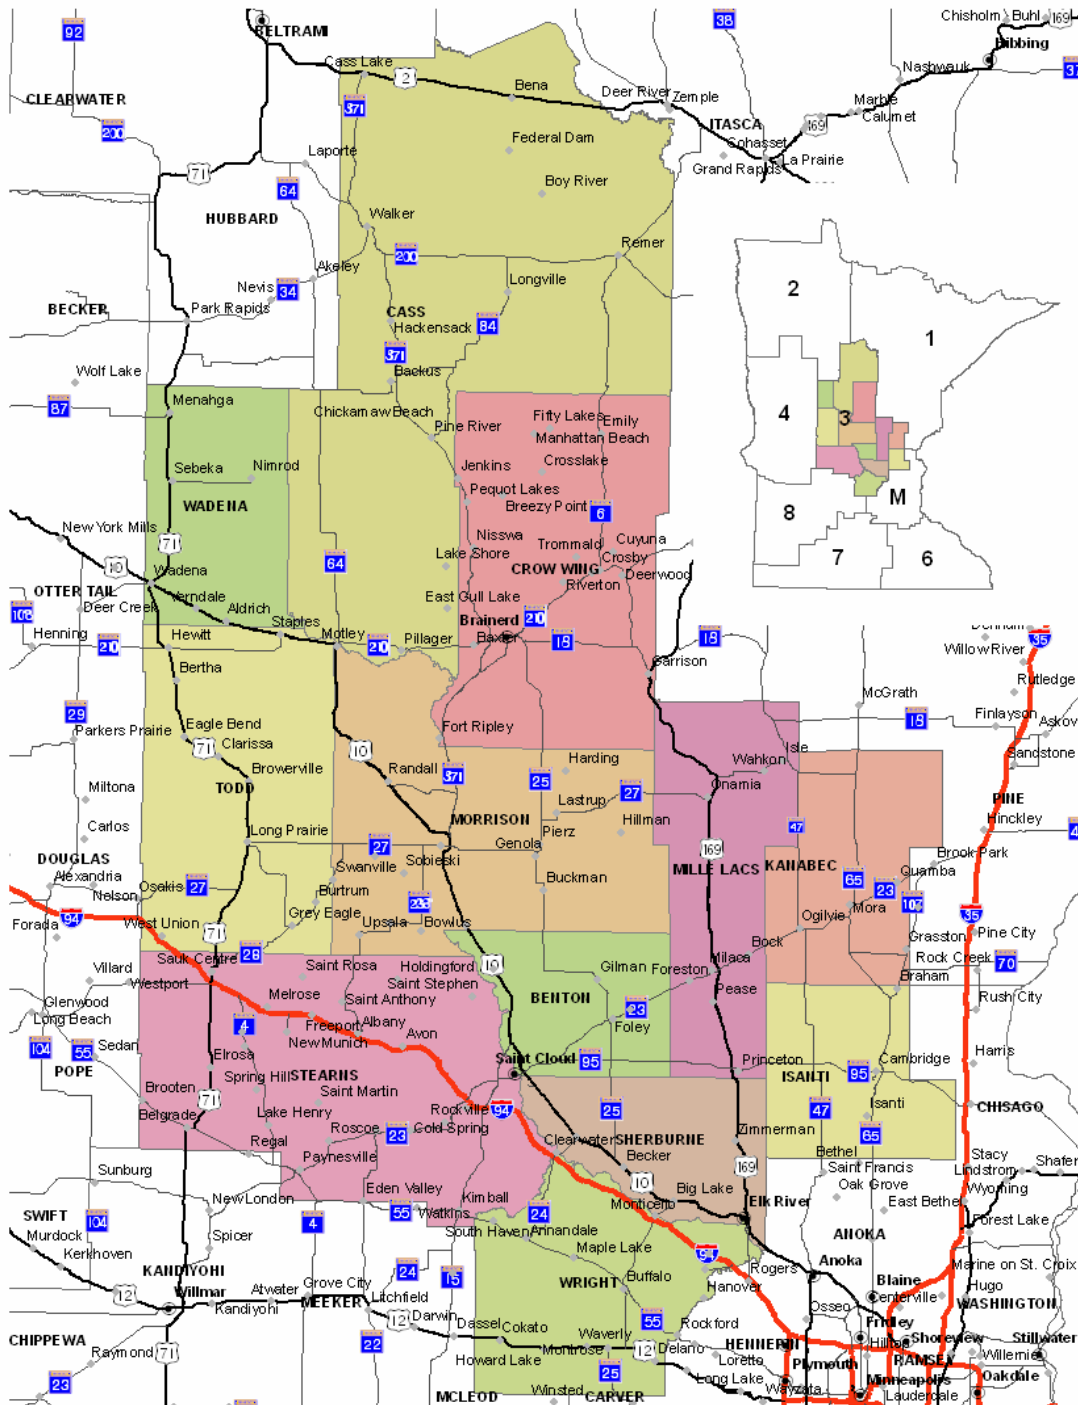 92
38
Chisholm
Buhl
169
BELTRAMI
Hibbing
Cass Lake
2
Nashwauk
37
CLEARWATER
371
Bena
Deer River
Zemple
Marble
Calumet
200
ITASCA
169
Federal Dam
Cohasset
La Prairie
Grand Rapids
Laporte
71
64
Boy River
HUBBARD
Walker
Remer
200
2
Akeley
Longville
Nevis
34
BECKER
Park Rapids
CASS
Hackensack
84
1
371
Backus
Wolf Lake
Menahga
87
Chickamaw Beach
Fifty Lakes
Emily
4
3
Pine River
Manhattan Beach
Sebeka
Nimrod
Jenkins
Crosslake
Pequot Lakes
WADENA
Breezy Point
6
M
8
New York Mills
71
Nisswa
Trommald
Cuyuna
10
Lake Shore
Crosby
7
6
64
CROW WING
Wadena
Riverton
Deerwood
OTTER TAIL
Verndale
Deer Creek
Aldrich
East Gull Lake
108
Staples
Brainerd
210
Henning
210
Hewitt
Motley
210
Pillager
Baxter
18
18
35
Willow River
Bertha
Garrison
Rutledge
McGrath
29
Eagle Bend
Fort Ripley
18
Finlayson
Askov
Parkers Prairie
71
Clarissa
10
Isle
Sandstone
Browerville
Randall
371
Harding
Wahkon
TODD
25
Onamia
Miltona
27
Lastrup
PINE
MORRISON
Hillman
47
Hinckley
Carlos
Long Prairie
Pierz
27
Genola
169
DOUGLAS
Sobieski
MILLE LACS
KANABEC
Brook Park
Alexandria
Swanville
65
Quamba
Nelson
Osakis
27
Burtrum
Buckman
23
107
94
Grey Eagle
Mora
35
Forada
West Union
71
Upsala
Bowlus
Ogilvie
Grasston
Pine City
28
Bock
Sauk Centre
10
Rock Creek
70
Villard
Saint Rosa
Holdingford
Gilman
Foreston
Milaca
Braham
Westport
Saint Stephen
Glenwood
Melrose
Saint Anthony
BENTON
Pease
Rush City
Long Beach
4
Freeport
Albany
23
Foley
104
55
Sedan
New Munich
Avon
Harris
POPE
Elrosa
Saint Cloud
95
Princeton
Cambridge
Brooten
Spring Hill
STEARNS
ISANTI
95
71
Saint Martin
Belgrade
Lake Henry
Rockville
94
25
47
Isanti
CHISAGO
Roscoe
23
Cold Spring
Zimmerman
65
Regal
Clearwater
SHERBURNE
Bethel
Paynesville
Becker
Stacy
Sunburg
169
Saint Francis
Lindstrom
Shafer
New London
Eden Valley
Kimball
10
Big Lake
Oak Grove
Wyoming
SWIFT
104
4
55
Watkins
24
Monticello
Elk River
East Bethel
Murdock
South Haven
Annandale
ANOKA
Forest Lake
Kerkhoven
Spicer
Maple Lake
94
KANDIYOHI
24
15
Rogers
Anoka
Marine on St. Croix
WRIGHT
Buffalo
Hanover
Blaine
Hugo
12
Willmar
Atwater
Grove City
Litchfield
Centerville
WASHINGTON
Kandiyohi
MEEKER
Osseo
CHIPPEWA
12
Darwin
55
Rockford
Fridley
22
Dassel
Cokato
Waverly
HENNEPIN
Hilltop
Shoreview
Stillwater
Raymond
71
Montrose
12
Delano
Willernie
Howard Lake
Loretto
Plymouth
RAMSEY
23
25
Minneapolis
Oakdale
Winsted
Long Lake
Wayzata
Lauderdale
MCLEOD
CARVER